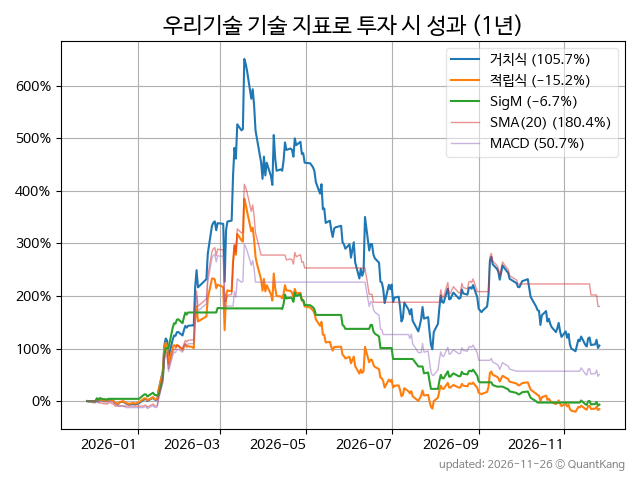 우리기술 기술 지표로 투자 시 성과 (1년)
거치식 (105.7%)
적립식 (-15.2%)
SigM (-6.7%)
SMA(20) (180.4%)
MACD (50.7%)
600%
500%
400%
300%
200%
100%
0%
2026-01 2026-03 2026-05 2026-07 2026-09 2026-11
updated: 2026-11-26 © QuantKang